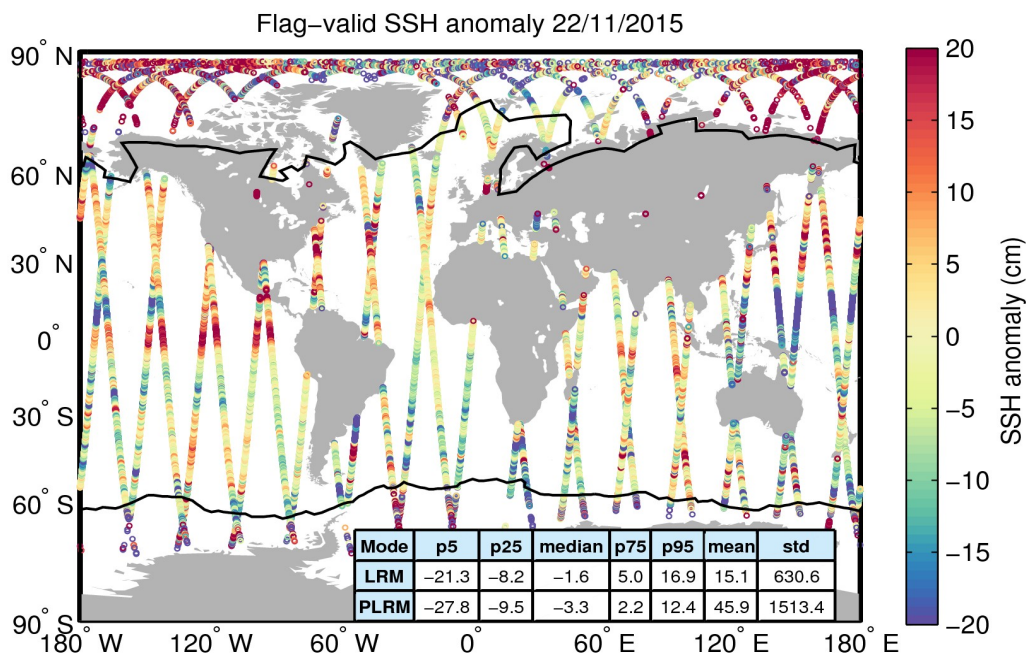 Flag−valid SSH anomaly 22/11/2015
90° N
60° N
30° N
0°
30° S
60° S
90° S
180° W
120° W
60° W
0°
60° E
120° E
180° E
Mode p5 p25 median p75 p95 mean std
LRM −21.3 −8.2 −1.6 5.0 16.9 15.1 630.6
PLRM −27.8 −9.5 −3.3 2.2 12.4 45.9 1513.4
20
15
10
5
0
−5
−10
−15
−20
SSH anomaly (cm)